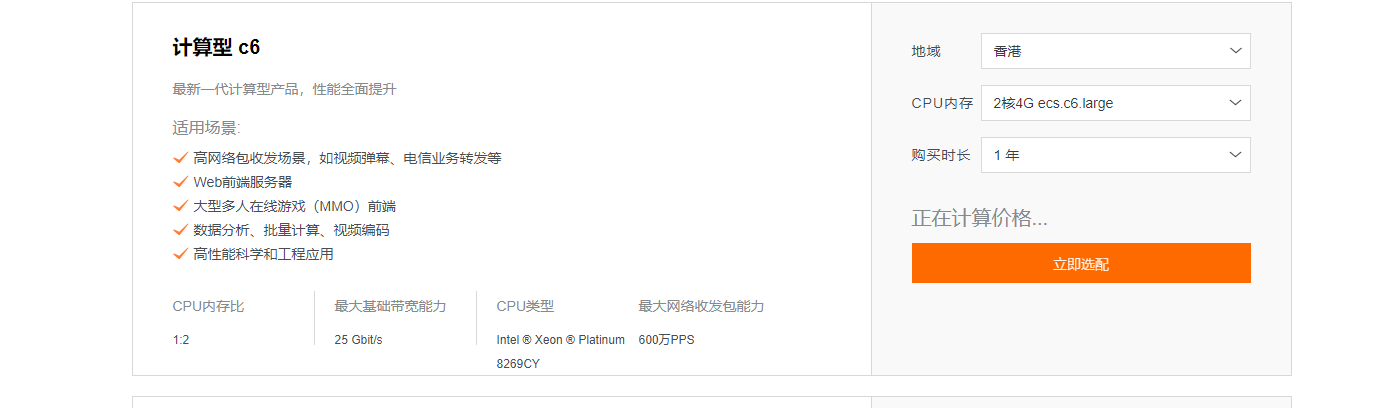 计算型 c6
最新一代计算型产品，性能全面提升
适用场景:
高网络包收发场景，如视频弹幕、电信业务转发等
Web前端服务器
大型多人在线游戏（MMO）前端
数据分析、批量计算、视频编码
高性能科学和工程应用
CPU内存比
1:2
最大基础带宽能力
25 Gbit/s
CPU类型
Intel ® Xeon ® Platinum
8269CY
最大网络收发包能力
600万PPS
地域
香港
CPU内存
2核4G ecs.c6.large
购买时长
1 年
正在计算价格...
立即选配